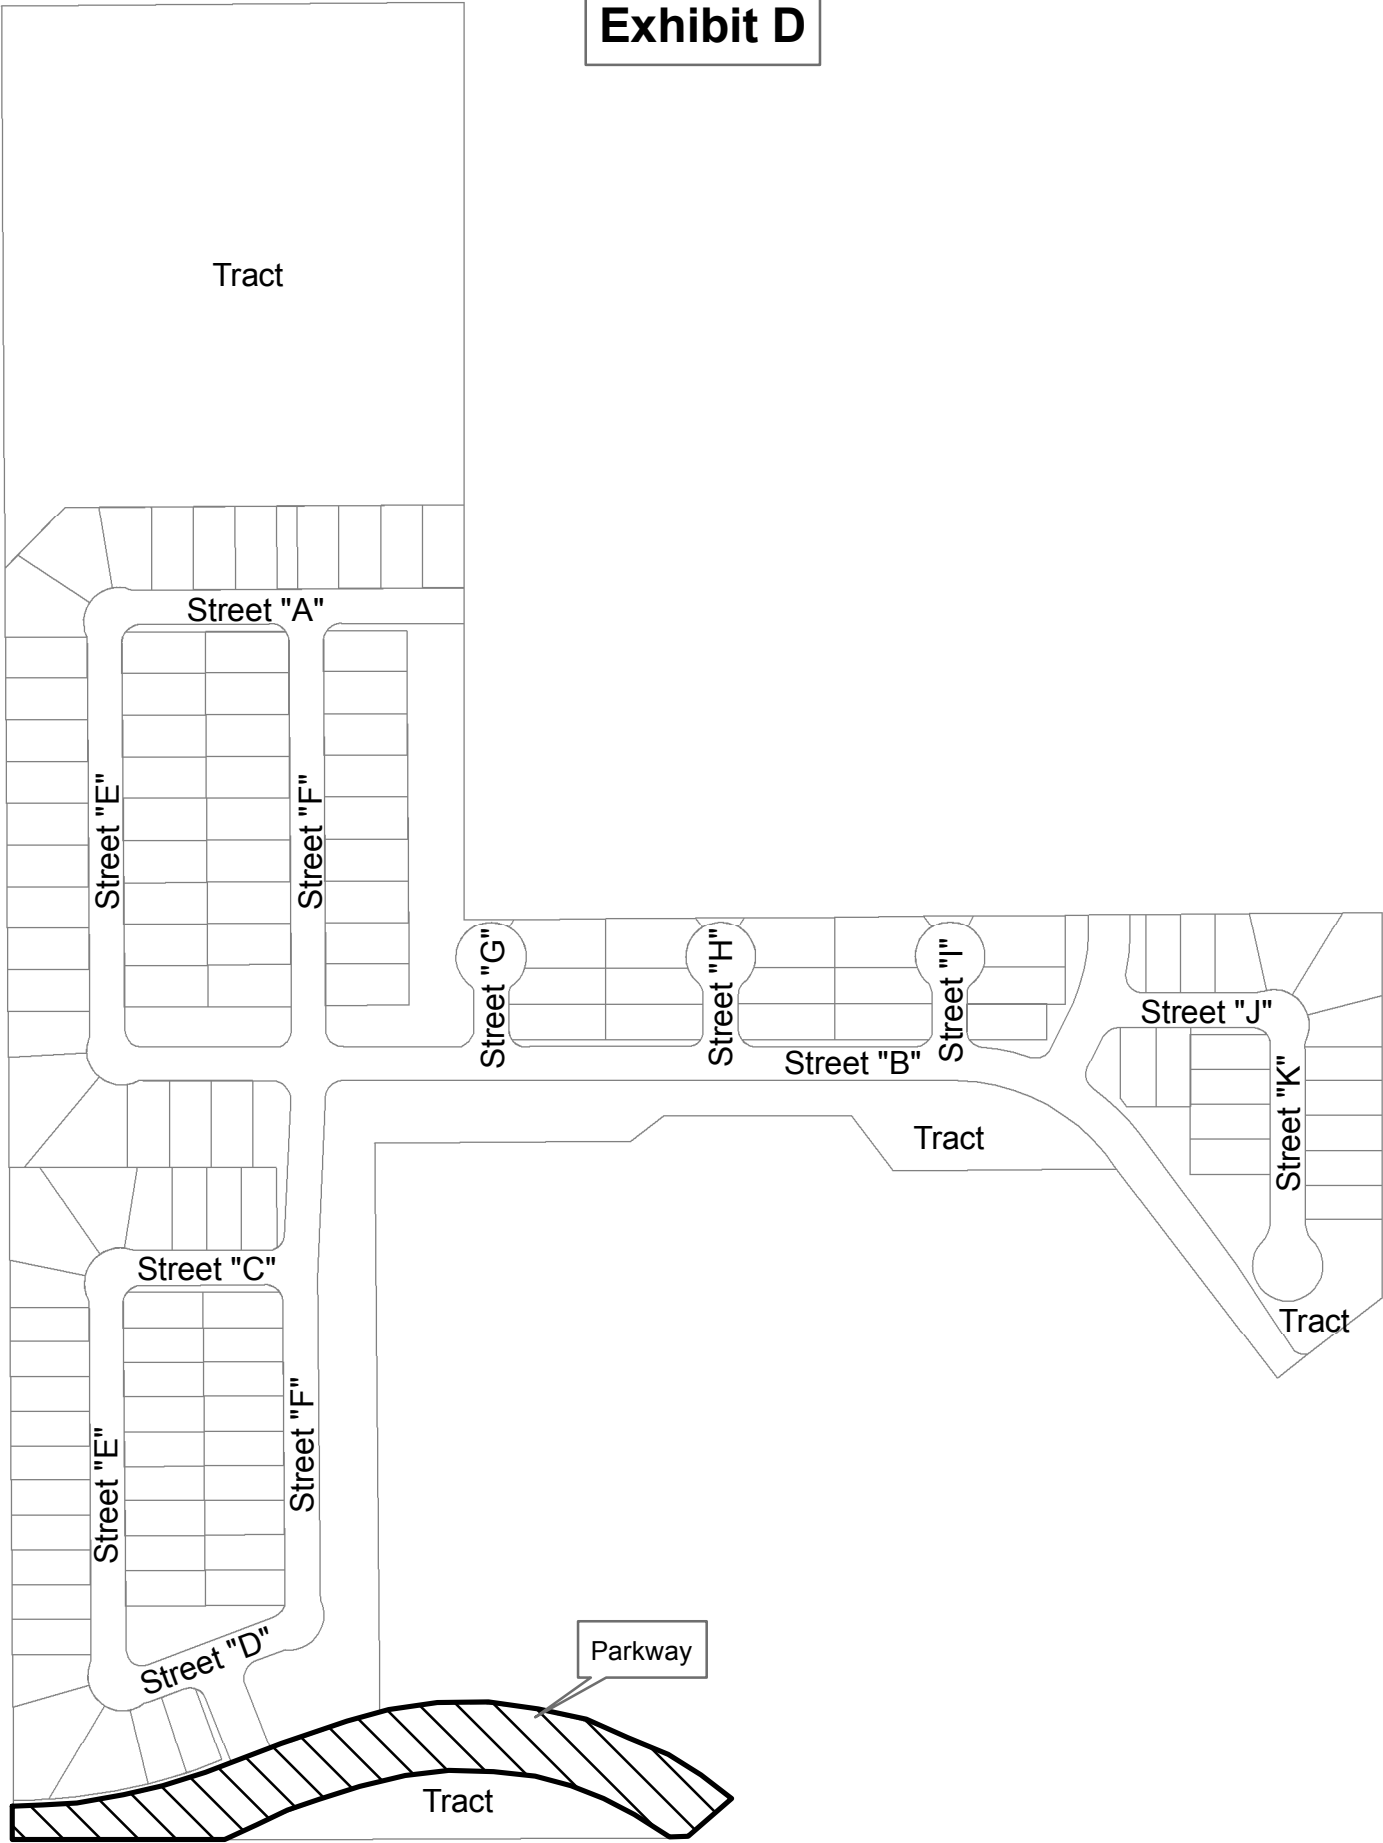 Exhibit D
Tract
Street "A"
Street "E"
Street "F"
Street "G"
Street "H"
Street "I"
Street "J"
Street "B"
Street "K"
Tract
Street "C"
Tract
Street "F"
Street "E"
Street "D"
Parkway
Tract